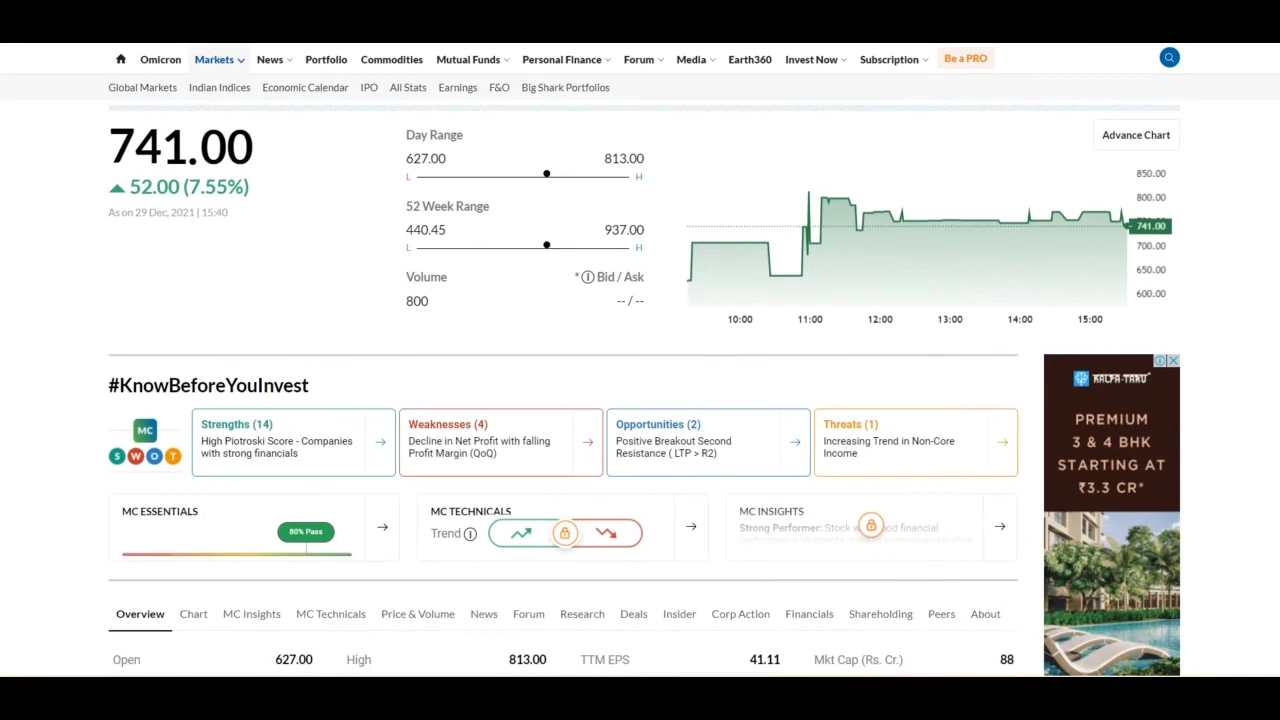 Omicron Markets News Portfolio Commodities Mutual Funds Personal Finance Forum Media Earth360 Invest Now Subscription Be a PRO
Global Markets Indian Indices Economic Calendar IPO All Stats Earnings F&O Big Shark Portfolios
741.00
52.00 (7.55%)
As on 29 Dec, 2021 | 15:40
Day Range
627.00 813.00
L H
52 Week Range
440.45 937.00
L H
Volume * Bid / Ask
800 -- / --
Advance Chart
850.00
800.00
741.00
700.00
650.00
600.00
10:00 11:00 12:00 13:00 14:00 15:00
#KnowBeforeYouInvest
MC
S W O T
Strengths (14)
High Piotroski Score - Companies
with strong financials
Weaknesses (4)
Decline in Net Profit with falling
Profit Margin (QoQ)
Opportunities (2)
Positive Breakout Second
Resistance ( LTP > R2)
Threats (1)
Increasing Trend in Non-Core
Income
MC ESSENTIALS
80% Pass
MC TECHNICALS
Trend
MC INSIGHTS
Strong Performer: Stock financial
KALPA-TARU
PREMIUM
3 & 4 BHK
STARTING AT
₹3.3 CR*
Overview Chart MC Insights MC Technicals Price & Volume News Forum Research Deals Insider Corp Action Financials Shareholding Peers About
Open 627.00 High 813.00 TTM EPS 41.11 Mkt Cap (Rs. Cr.) 88